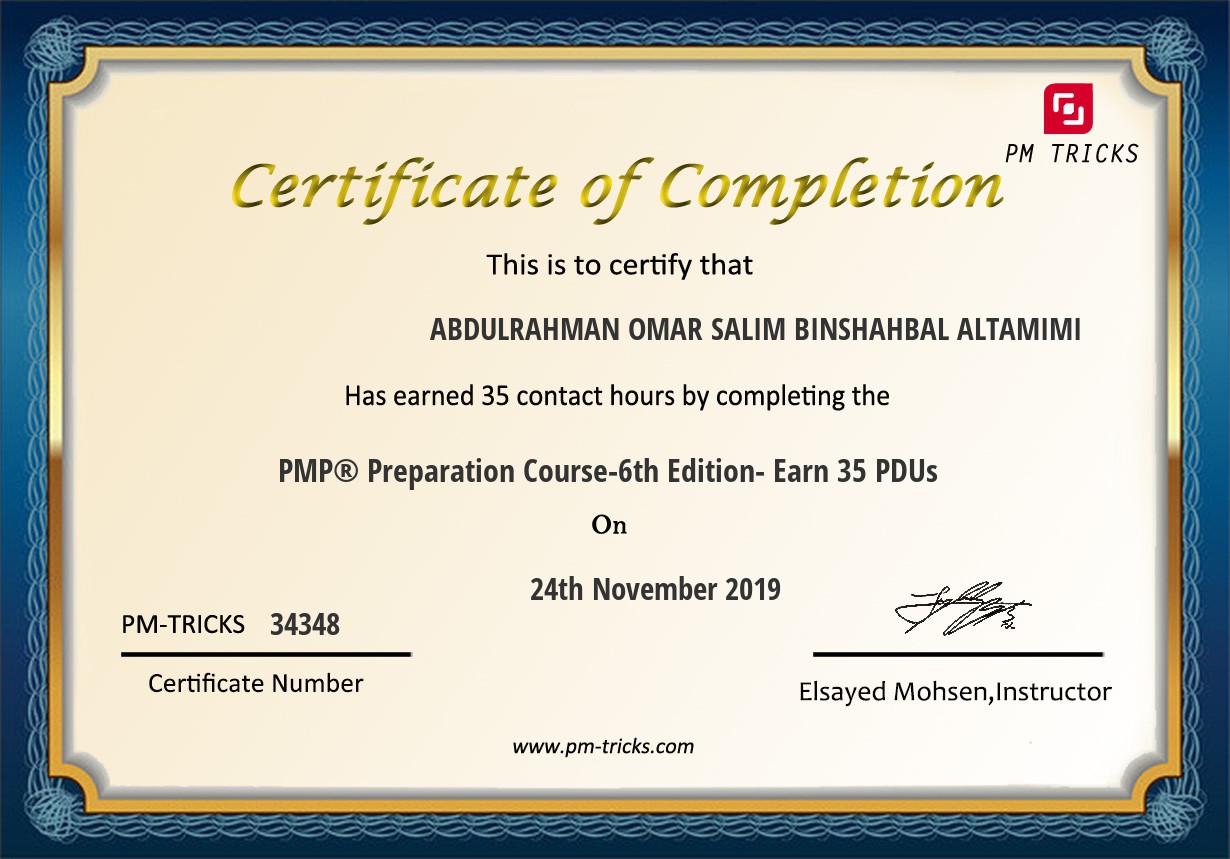 PM TRICKS
Certificate of Completion
This is to certify that
ABDULRAHMAN OMAR SALIM BINSHAHBAL ALTAMIMI
Has earned 35 contact hours by completing the
PMP® Preparation Course-6th Edition- Earn 35 PDUs
On
24th November 2019
PM-TRICKS 34348
Certificate Number
Elsayed Mohsen,Instructor
www.pm-tricks.com